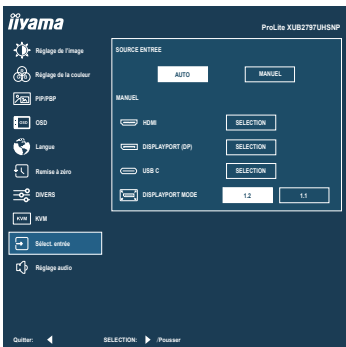 iiyama
ProLite XUB2797UHSNP
Réglage de l'image
Réglage de la couleur
PIP/PBP
OSD OSD
Langue
Remise à zéro
DIVERS
KVM KVM
Sélect. entrée
Réglage audio
SOURCE ENTREE
AUTO MANUEL
MANUEL
HDMI SELECTION
DISPLAYPORT (DP) SELECTION
USB C SELECTION
DISPLAYPORT MODE 1.2 1.1
Quitter: SELECTION: /Pousser